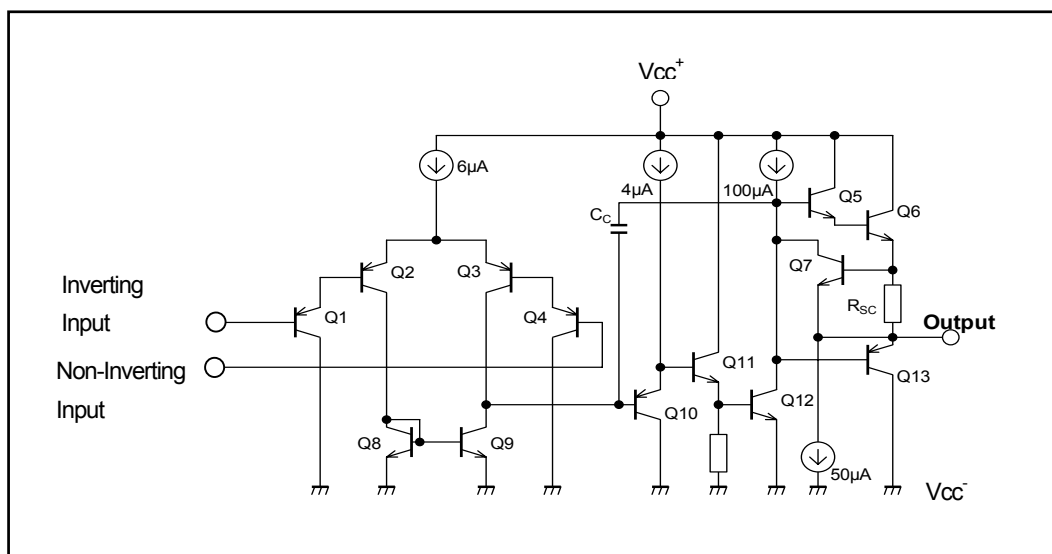 Vcc+
6µA
4µA
100µA
Q5
Q6
CC
Q2
Q3
Q7
Inverting
Input
Q1
Q4
RSC
Output
Non-Inverting
Input
Q11
Q13
Q8
Q9
Q10
Q12
50µA
Vcc-